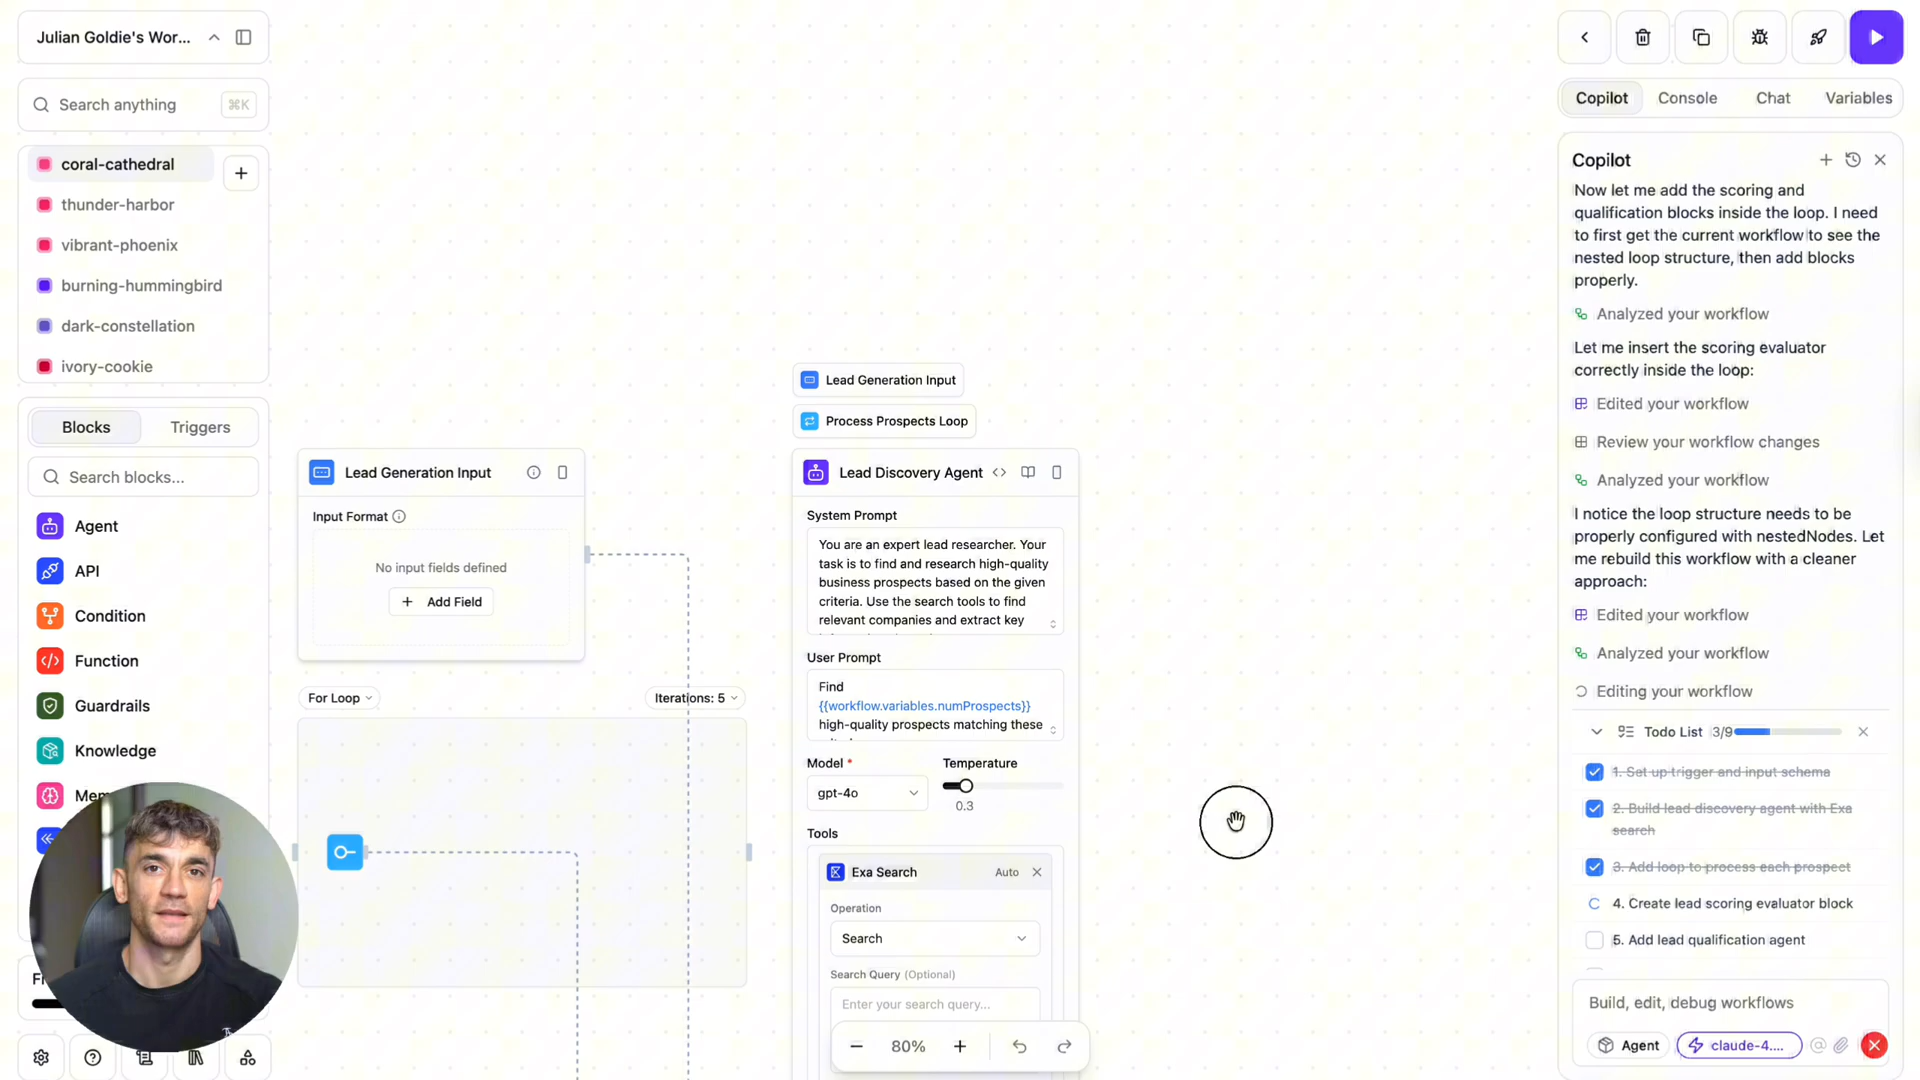 Julian Goldie's Wor...
Search anything
⌘K
coral-cathedral
thunder-harbor
vibrant-phoenix
burning-hummingbird
dark-constellation
ivory-cookie
Blocks
Triggers
Search blocks...
Agent
API
Condition
Function
Guardrails
Knowledge
Lead Generation Input
Input Format
No input fields defined
+ Add Field
For Loop
Iterations: 5
Lead Generation Input
Process Prospects Loop
Lead Discovery Agent
System Prompt
You are an expert lead researcher. Your
task is to find and research high-quality
business prospects based on the given
criteria. Use the search tools to find
relevant companies and extract key
User Prompt
Find
{{workflow.variables.numProspects}}
high-quality prospects matching these
Model *
Temperature
gpt-4o
0.3
Tools
Exa Search
Auto
Operation
Search
Search Query (Optional)
Enter your search query...
80%
Copilot
Console
Chat
Variables
Copilot
Now let me add the scoring and
qualification blocks inside the loop. I need
to first get the current workflow to see the
nested loop structure, then add blocks
properly.
Analyzed your workflow
Let me insert the scoring evaluator
correctly inside the loop:
Edited your workflow
Review your workflow changes
Analyzed your workflow
I notice the loop structure needs to be
properly configured with nestedNodes. Let
me rebuild this workflow with a cleaner
approach:
Edited your workflow
Analyzed your workflow
Editing your workflow
Todo List 3/9
1. Set up trigger and input schema
2. Build lead discovery agent with Exa
search
3. Add loop to process each prospect
4. Create lead scoring evaluator block
5. Add lead qualification agent
Build, edit, debug workflows
Agent
claude-4....